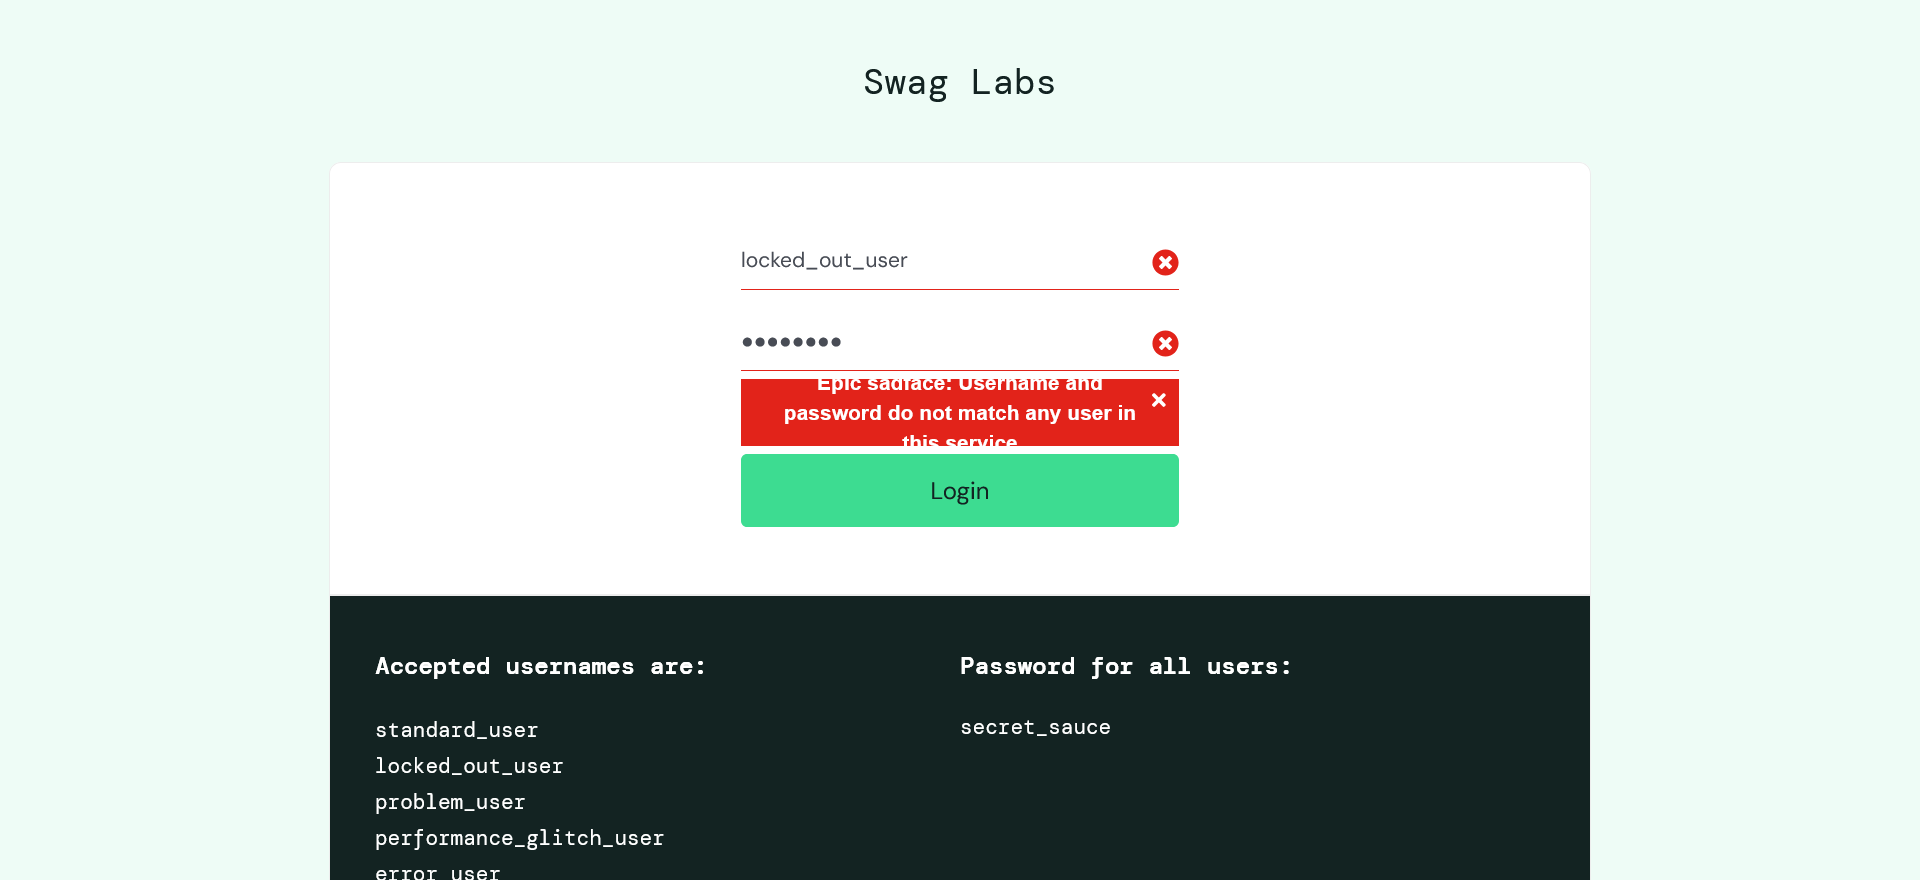 Swag Labs
locked_out_user
••••••••
Epic sadface: Username and
password do not match any user in
this service
Login
Accepted usernames are:
standard_user
locked_out_user
problem_user
performance_glitch_user
error_user
Password for all users:
secret_sauce